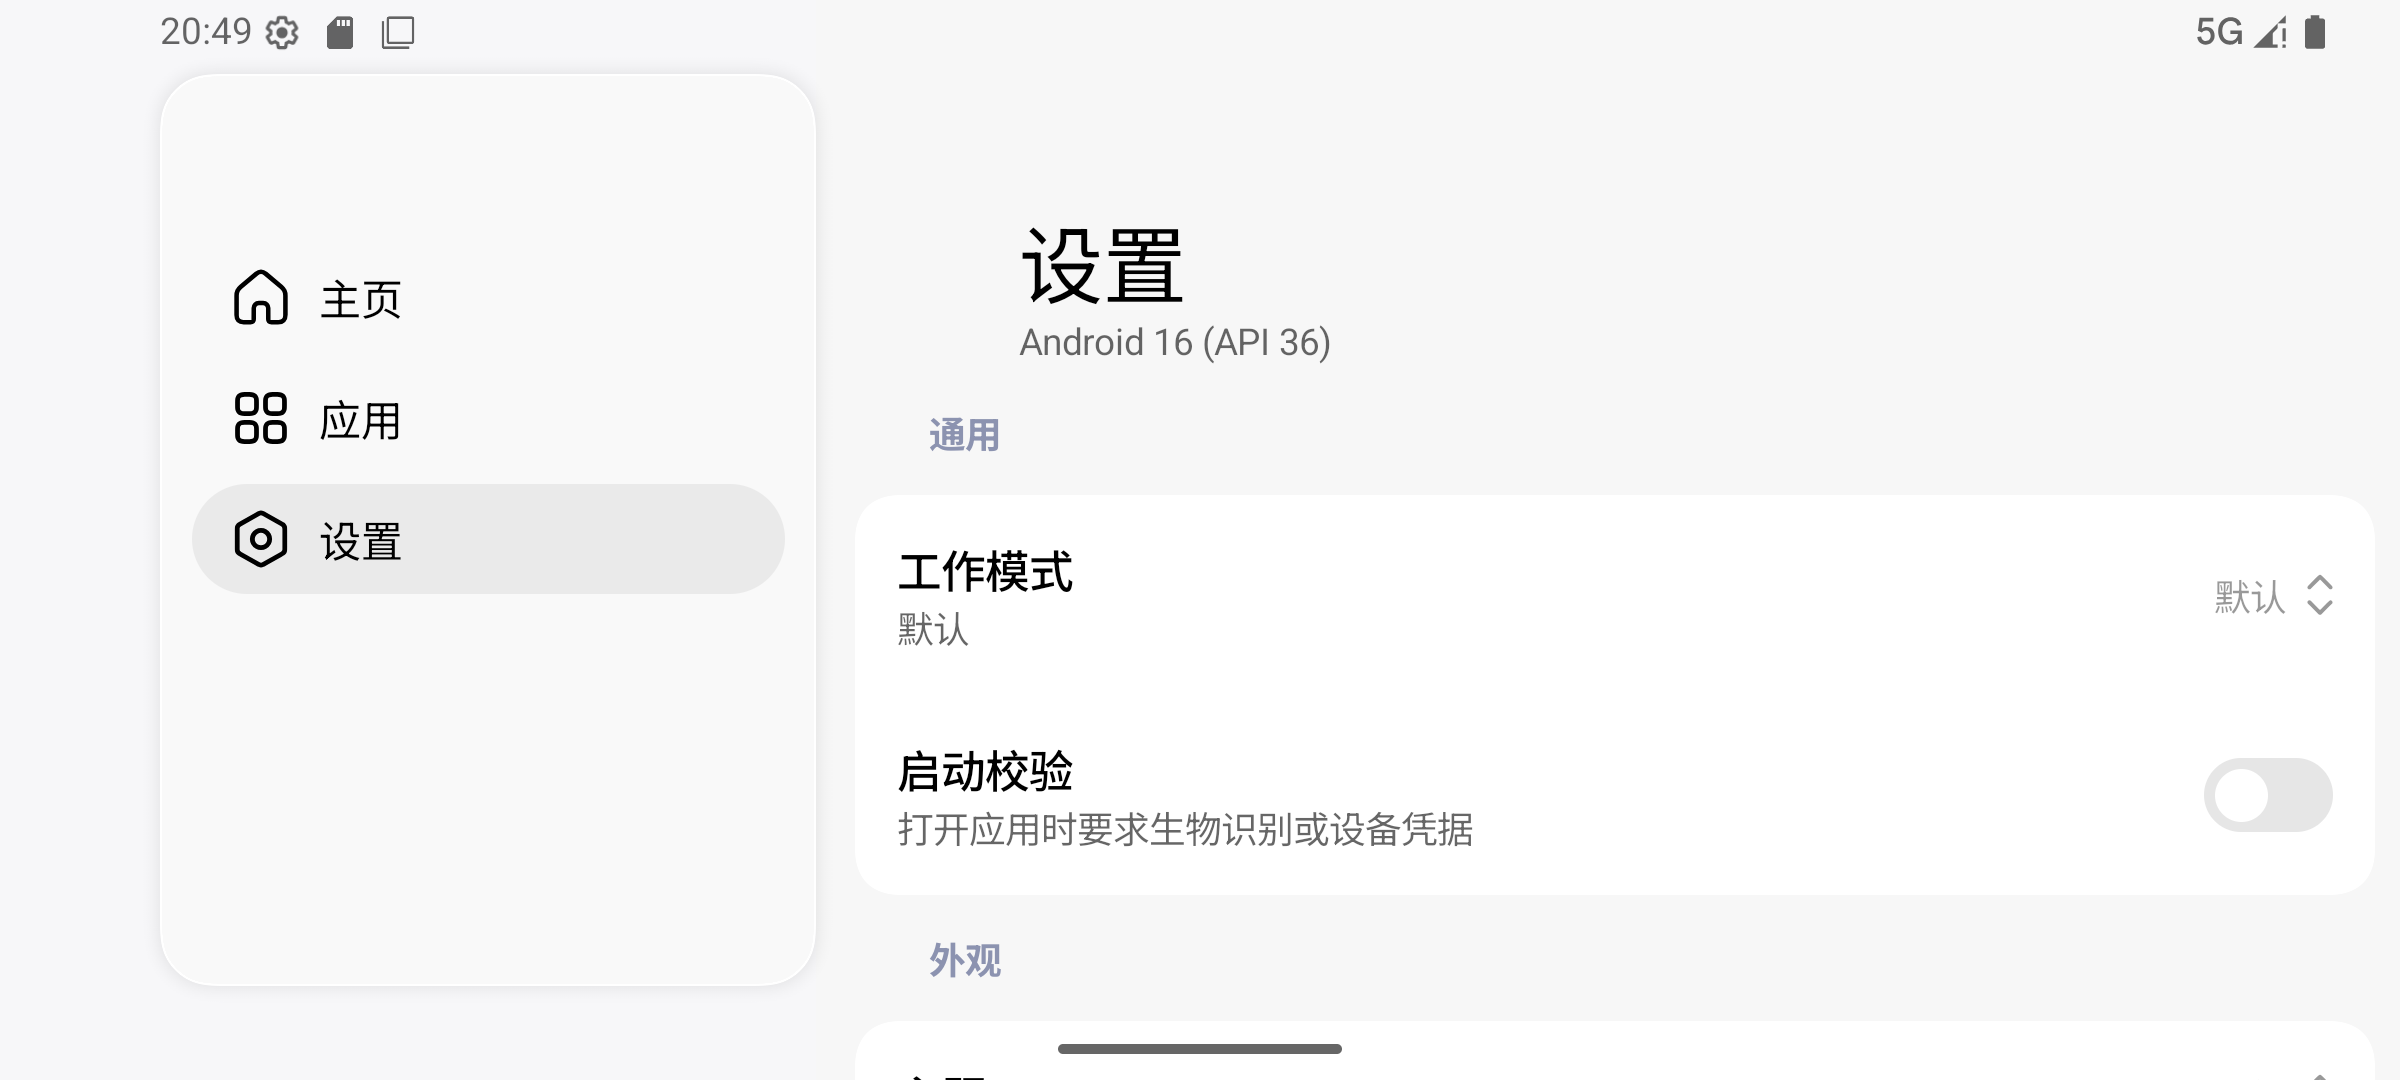 20:49
5G
主页
应用
设置
设置
Android 16 (API 36)
通用
工作模式
默认
默认
启动校验
打开应用时要求生物识别或设备凭据
外观